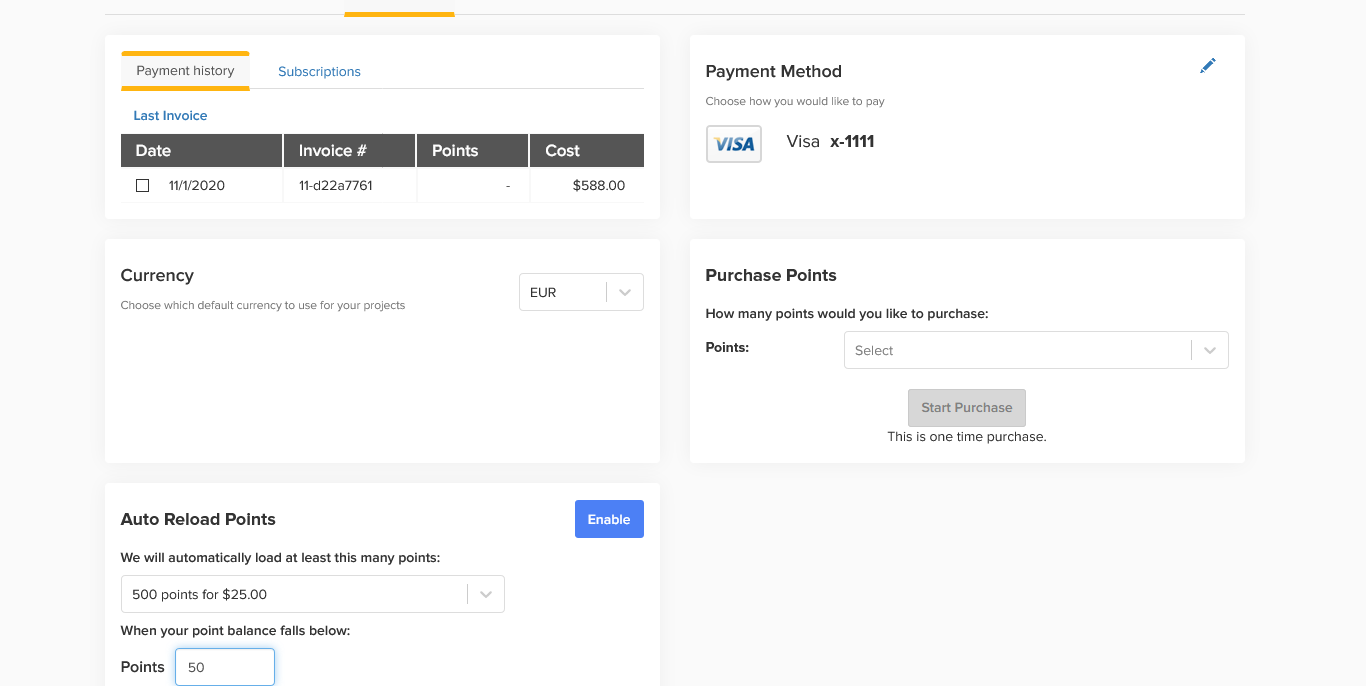 Payment history Subscriptions
Last Invoice
Date Invoice # Points Cost
11/1/2020 11-d22a7761 - $588.00
Payment Method
Choose how you would like to pay
VISA Visa x-1111
Currency
Choose which default currency to use for your projects
EUR
Purchase Points
How many points would you like to purchase:
Points: Select
Start Purchase
This is one time purchase.
Auto Reload Points Enable
We will automatically load at least this many points:
500 points for $25.00
When your point balance falls below:
Points 50